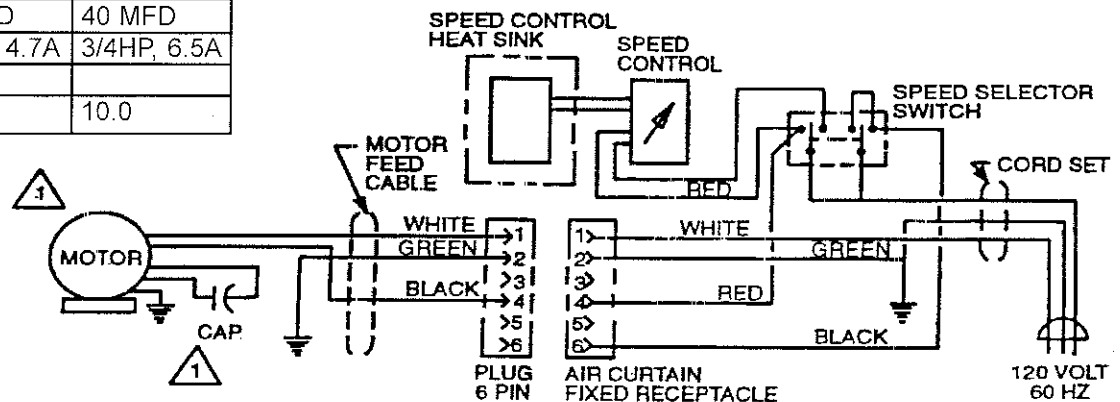 D 40 MFD
4.7A 3/4HP, 6.5A
10.0
SPEED CONTROL
HEAT SINK
SPEED
CONTROL
SPEED SELECTOR
SWITCH
MOTOR
FEED
CABLE
CORD SET
RED
1
WHITE
GREEN
BLACK
1
2
3
4
5
6
1
2
3
4
5
6
WHITE
GREEN
RED
BLACK
MOTOR
CAP.
1
PLUG
6 PIN
AIR CURTAIN
FIXED RECEPTACLE
120 VOLT
60 HZ